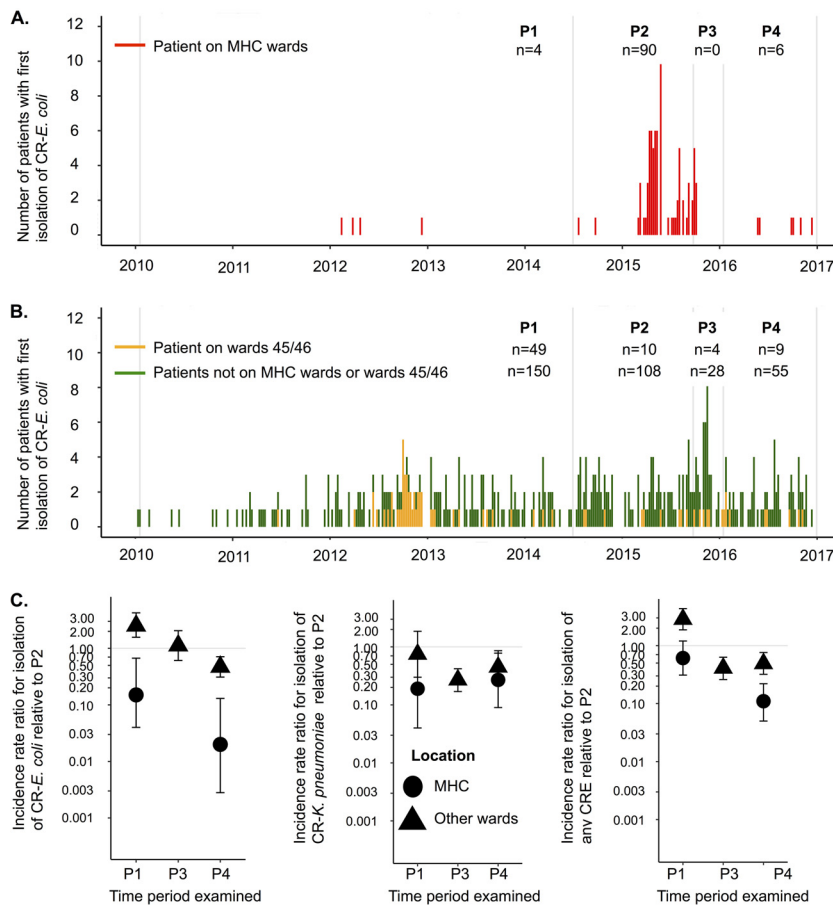 A.
Number of patients with first
isolation of CR-E. coli
12
10
8
6
4
2
0
Patient on MHC wards
P1 P2 P3 P4
n=4 n=90 n=0 n=6
2010 2011 2012 2013 2014 2015 2016 2017
B.
Number of patients with first
isolation of CR-E. coli
12
10
8
6
4
2
0
P1 P2 P3 P4
Patient on wards 45/46 n=49 n=10 n=4 n=9
Patients not on MHC wards or wards 45/46 n=150 n=108 n=28 n=55
2010 2011 2012 2013 2014 2015 2016 2017
C.
Incidence rate ratio for isolation
of CR-E. coli relative to P2
3.00
2.00
1.00
0.70
0.50
0.30
0.20
0.10
0.03
0.01
0.003
0.001
P1 P3 P4
Time period examined
Incidence rate ratio for isolation of
CR-K. pneumoniae relative to P2
3.00
2.00
1.00
0.70
0.50
0.30
0.20
0.10
0.03
0.01
0.003
0.001
Location
MHC
Other wards
P1 P3 P4
Time period examined
Incidence rate ratio for isolation of
any CRE relative to P2
3.00
2.00
1.00
0.70
0.50
0.30
0.20
0.10
0.03
0.01
0.003
0.001
P1 P3 P4
Time period examined